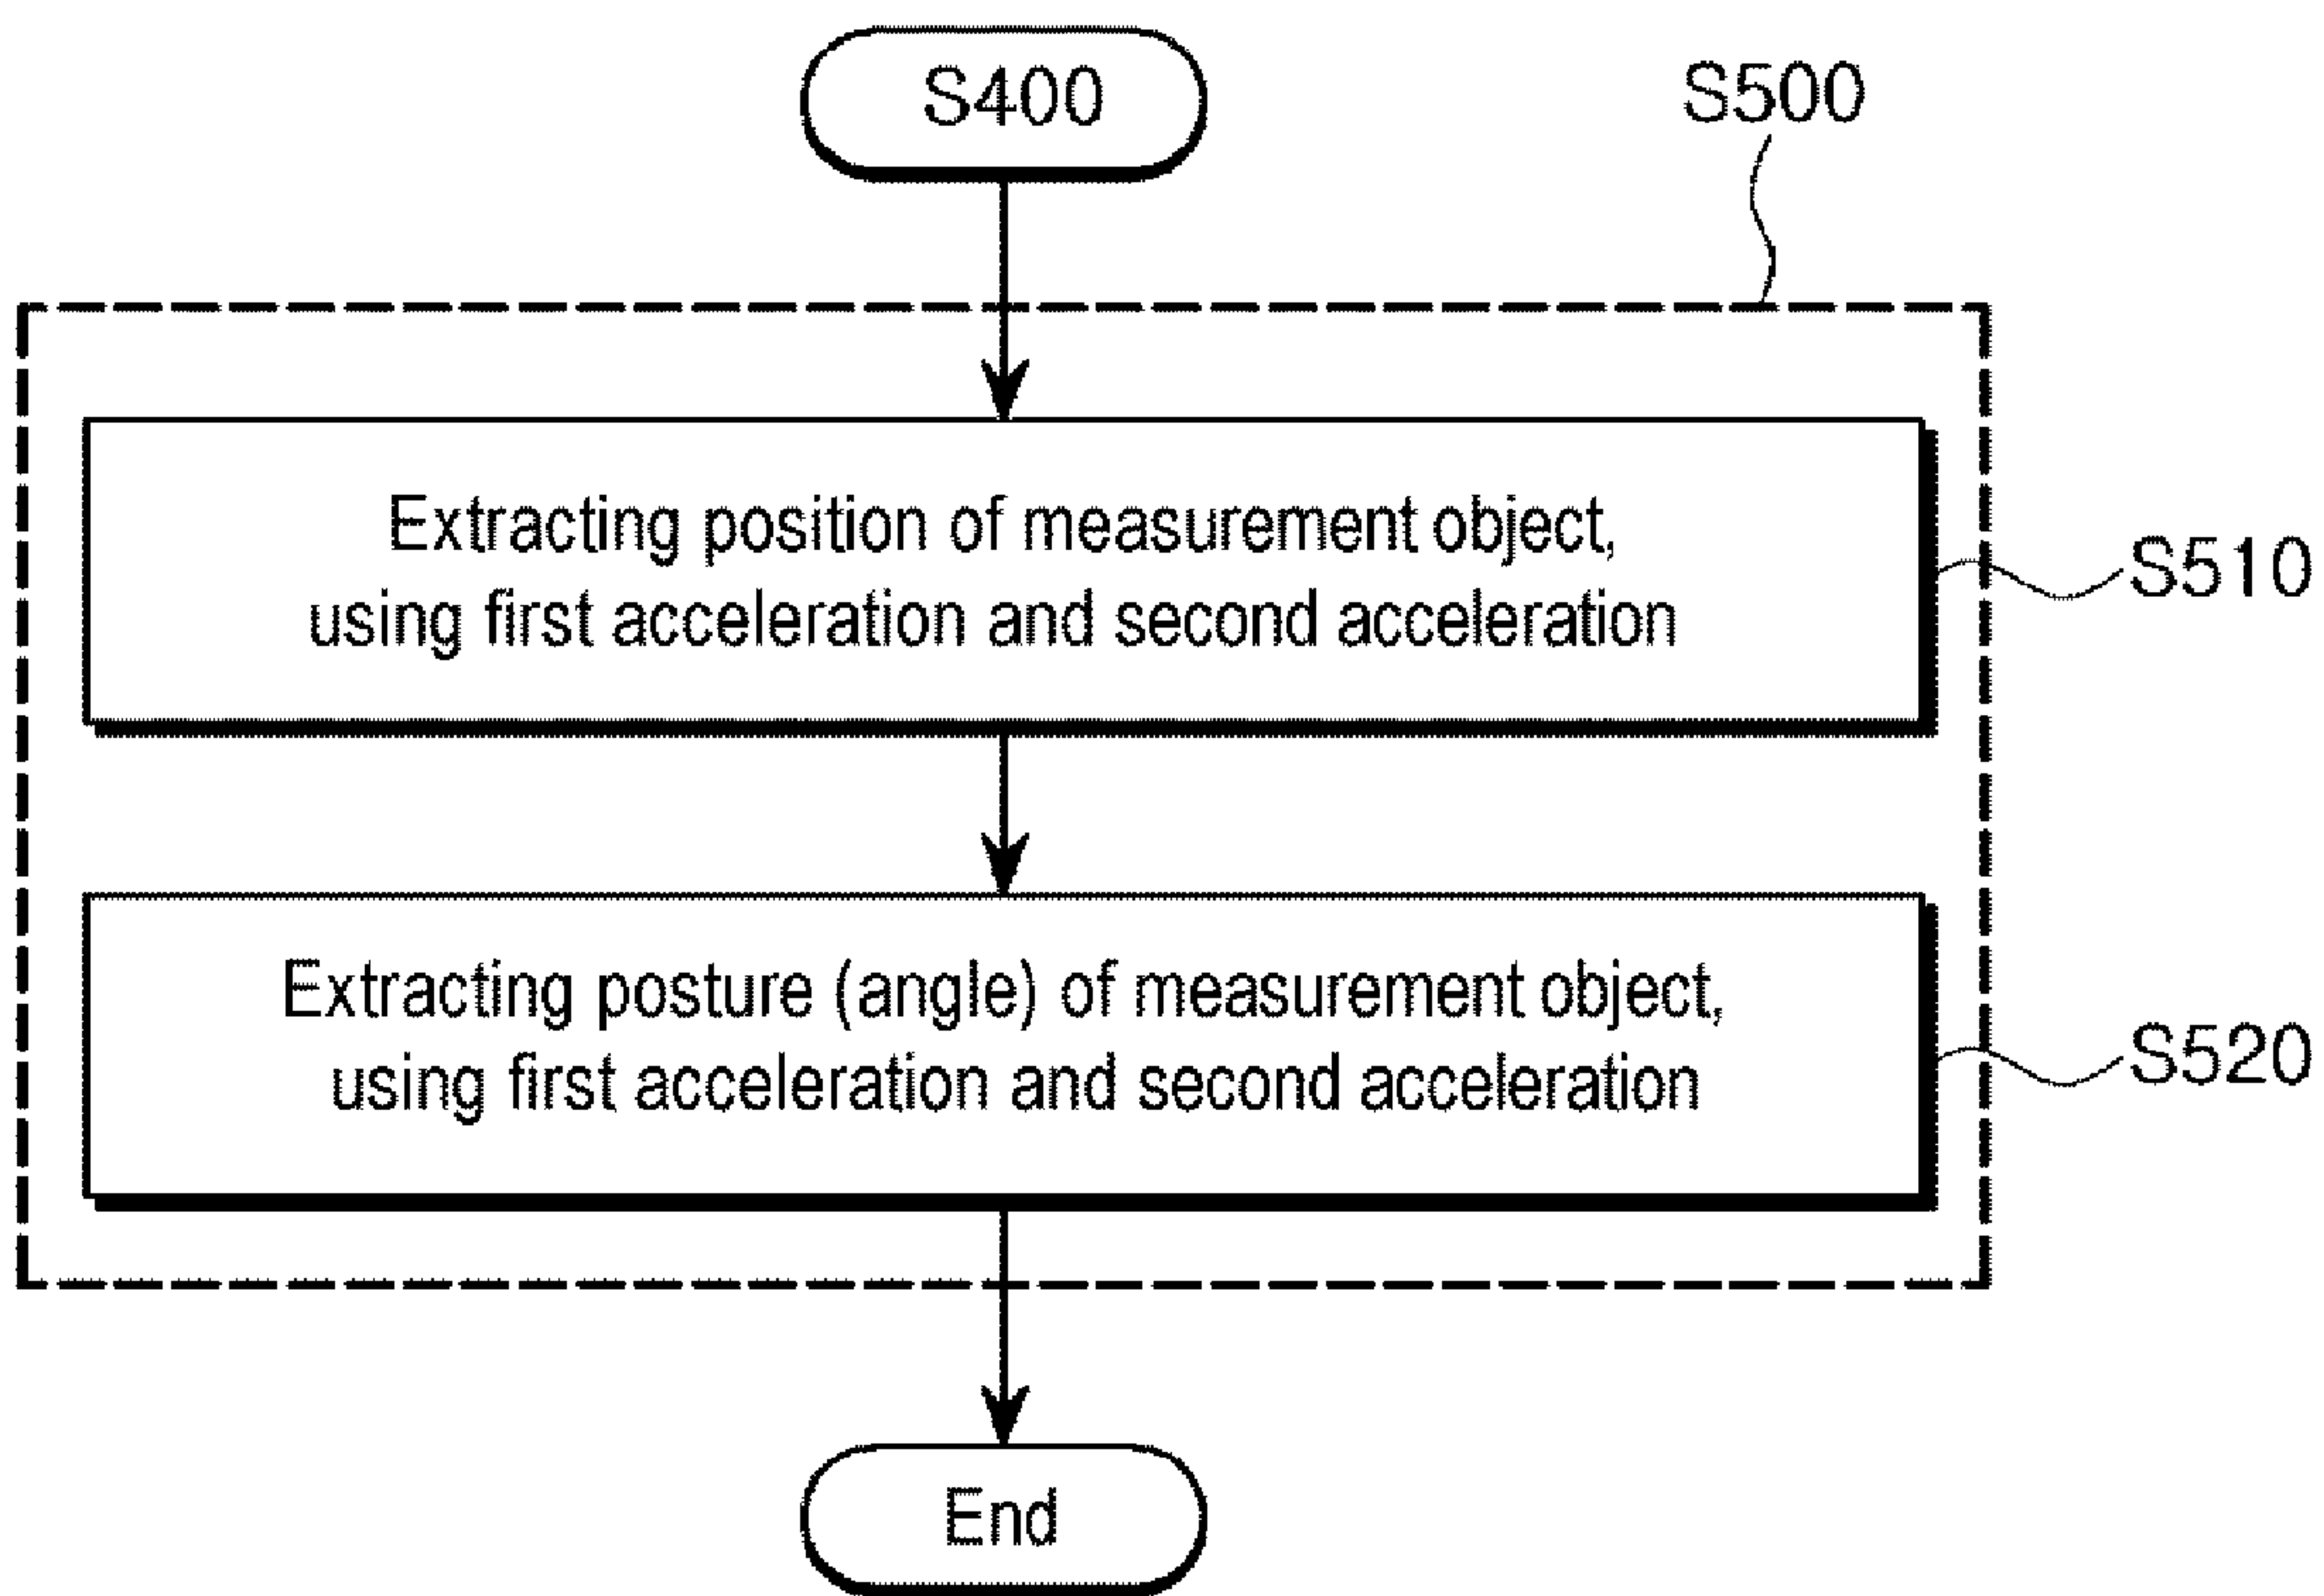 S400
S500
Extracting position of measurement object,
using first acceleration and second acceleration
S510
Extracting posture (angle) of measurement object,
using first acceleration and second acceleration
S520
End